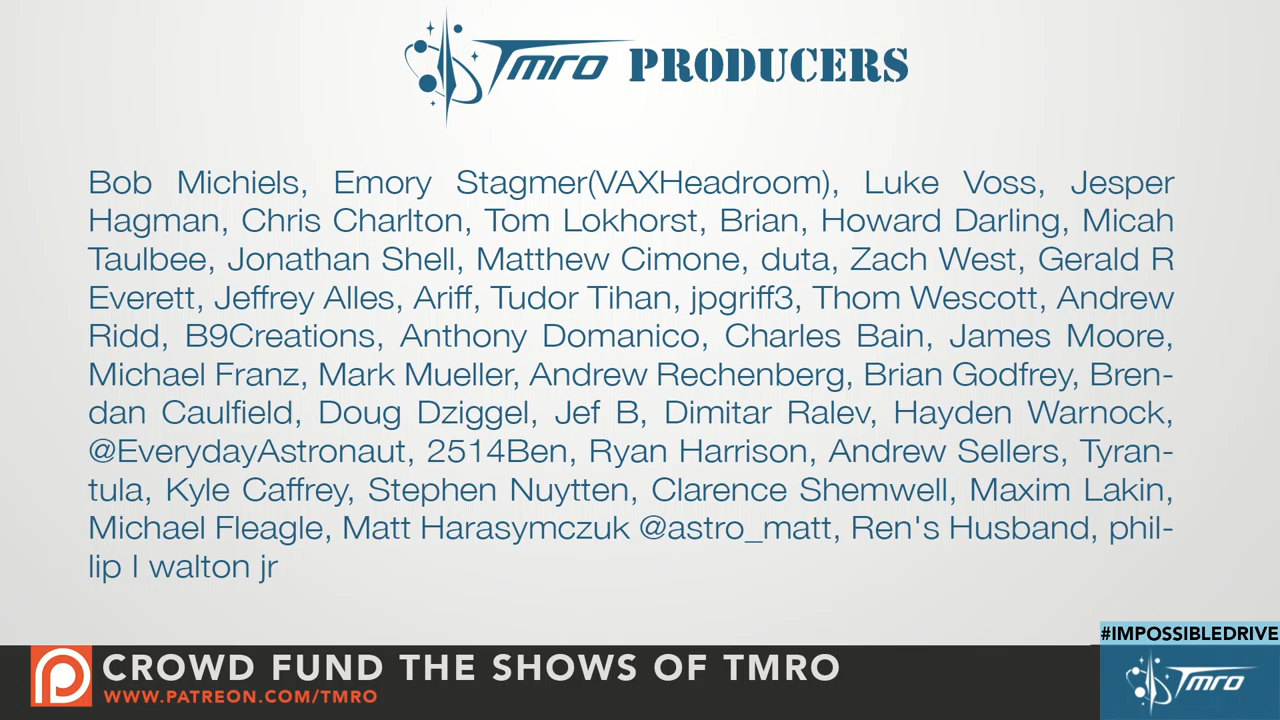 TMRO PRODUCERS
Bob Michiels, Emory Stagmer(VAXHeadroom), Luke Voss, Jesper
Hagman, Chris Charlton, Tom Lokhorst, Brian, Howard Darling, Micah
Taulbee, Jonathan Shell, Matthew Cimone, duta, Zach West, Gerald R
Everett, Jeffrey Alles, Ariff, Tudor Tihan, jpgriff3, Thom Wescott, Andrew
Ridd, B9Creations, Anthony Domanico, Charles Bain, James Moore,
Michael Franz, Mark Mueller, Andrew Rechenberg, Brian Godfrey, Bren-
dan Caulfield, Doug Dziggel, Jef B, Dimitar Ralev, Hayden Warnock,
@EverydayAstronaut, 2514Ben, Ryan Harrison, Andrew Sellers, Tyran-
tula, Kyle Caffrey, Stephen Nuytten, Clarence Shemwell, Maxim Lakin,
Michael Fleagle, Matt Harasymczuk @astro_matt, Ren's Husband, phil-
lip l walton jr
#IMPOSSIBLEDRIVE
CROWD FUND THE SHOWS OF TMRO
WWW.PATREON.COM/TMRO
TMRO